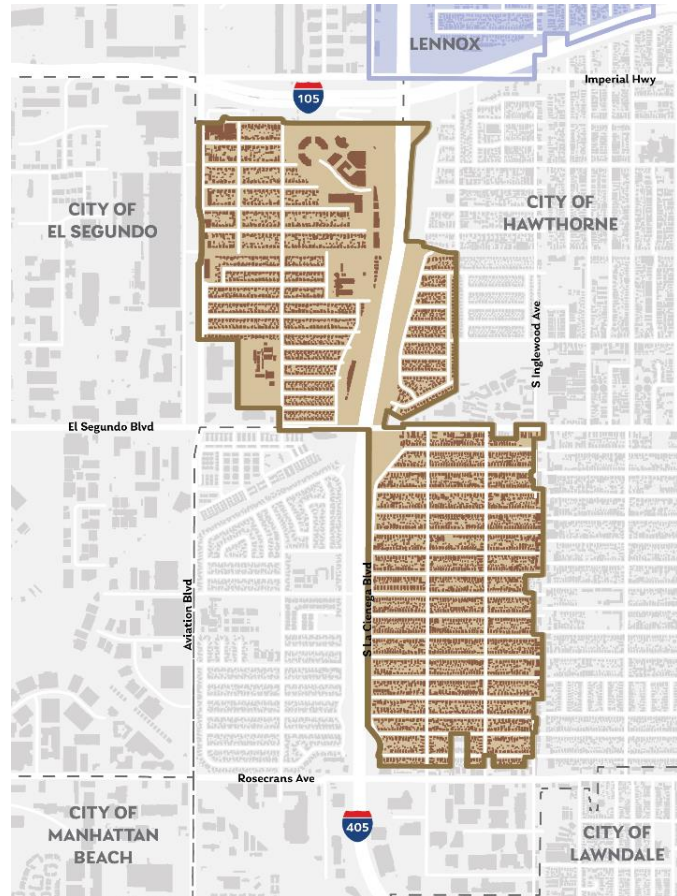 LENNOX
Imperial Hwy
105
CITY OF
EL SEGUNDO
CITY OF
HAWTHORNE
S Inglewood Ave
El Segundo Blvd
Aviation Blvd
S La Cienega Blvd
Rosecrans Ave
CITY OF
MANHATTAN
BEACH
405
CITY OF
LAWNDALE